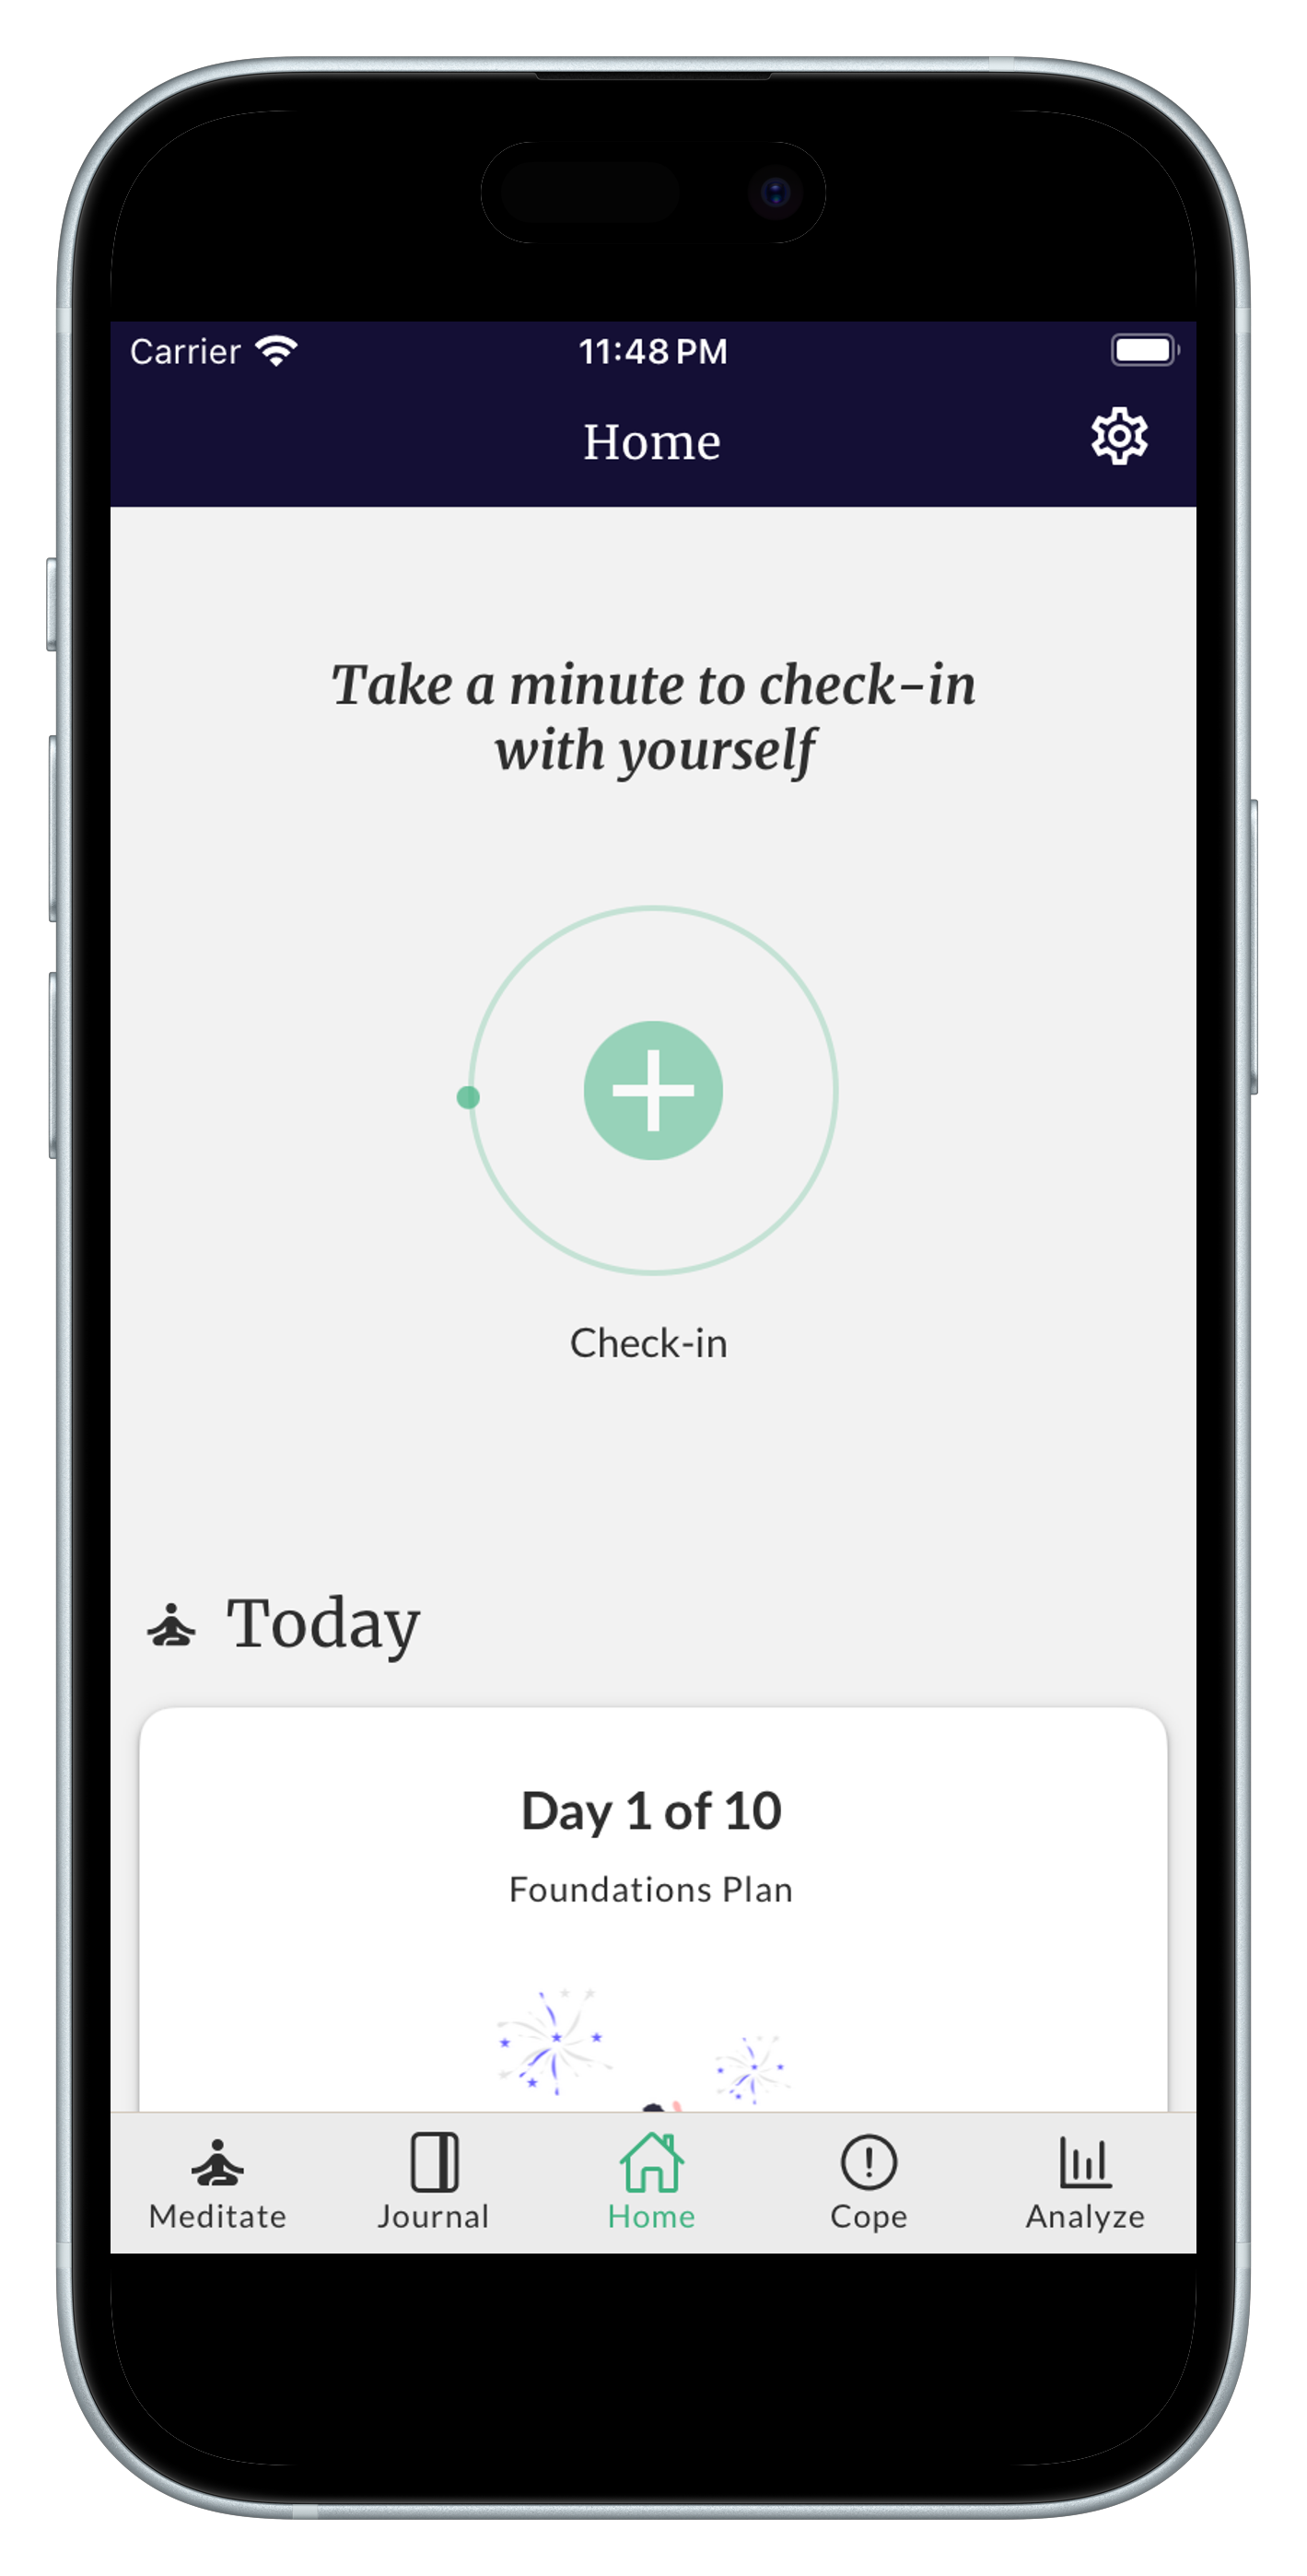 Carrier 11:48 PM
Home
Take a minute to check-in
with yourself
Check-in
Today
Day 1 of 10
Foundations Plan
Meditate Journal Home Cope Analyze